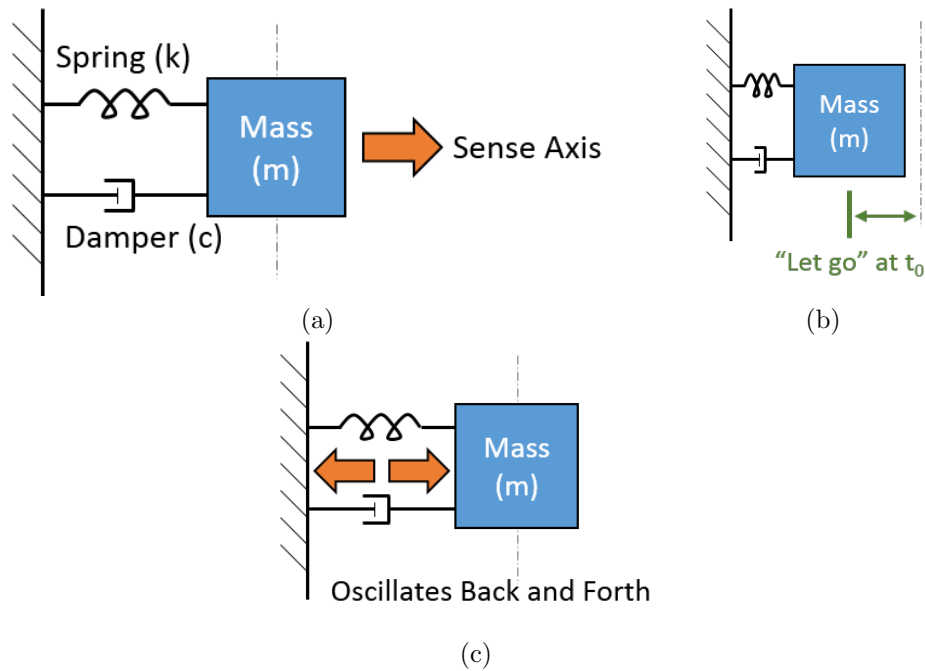 Spring (k)
Mass
(m)
Sense Axis
Damper (c)
(a)
Mass
(m)
“Let go” at t₀
(b)
Mass
(m)
Oscillates Back and Forth
(c)